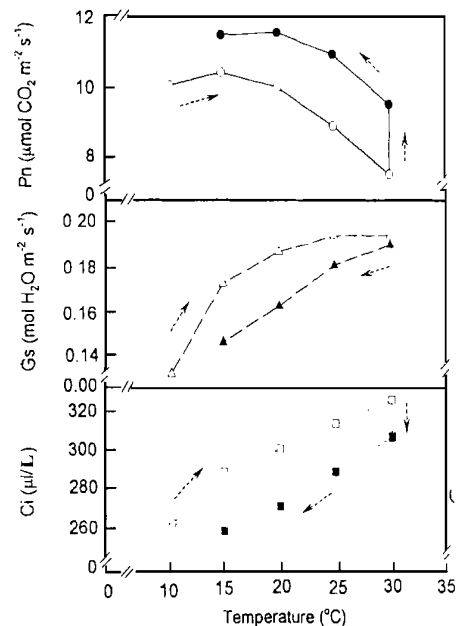 12
10
8
0
Pn (μmol CO₂ m⁻² s⁻¹)
0 20
0 18
0.16
0.14
0.00
Gs (mol H₂O m⁻² s⁻¹)
320
300
280
260
0
Ci (μl/L)
0 10 15 20 25 30 35
Temperature (°C)